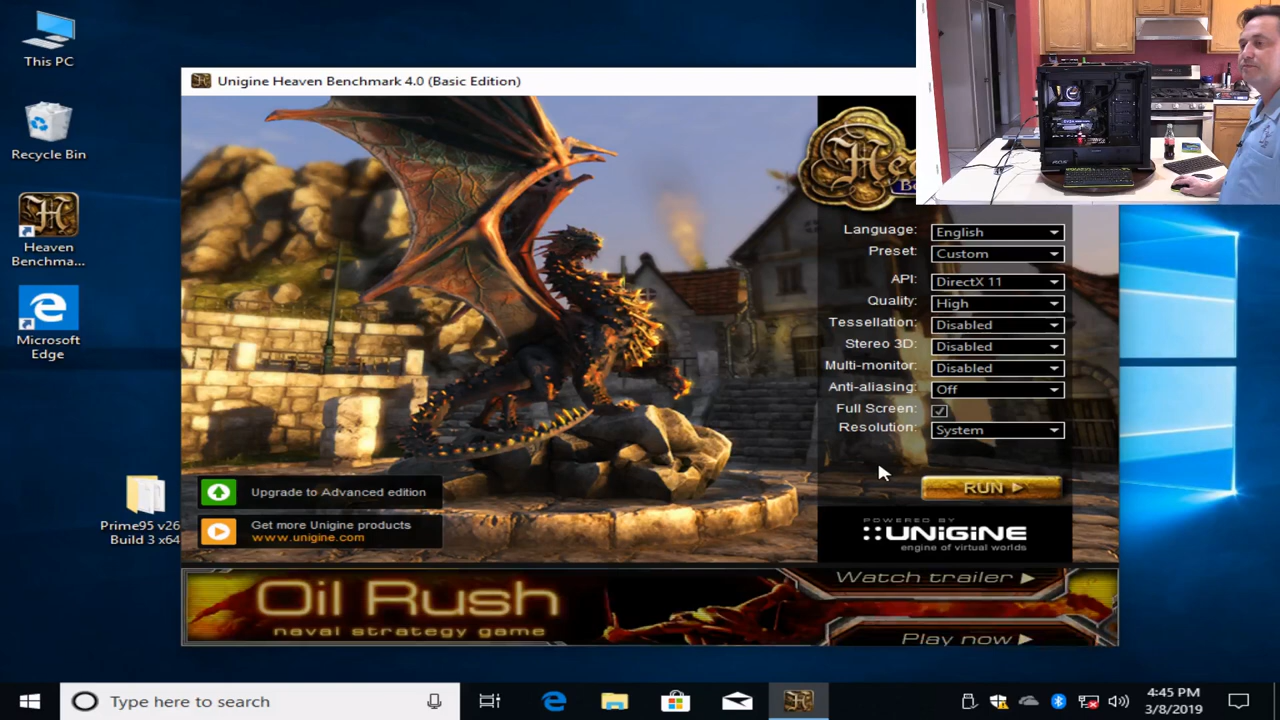 This PC
Recycle Bin
Heaven
Benchma...
Microsoft
Edge
Prime95 v26
Build 3 x64
Unigine Heaven Benchmark 4.0 (Basic Edition)
Language: English
Preset: Custom
API: DirectX 11
Quality: High
Tessellation: Disabled
Stereo 3D: Disabled
Multi-monitor: Disabled
Anti-aliasing: Off
Full Screen:
Resolution: System
RUN
Upgrade to Advanced edition
Get more Unigine products
www.unigine.com
POWERED BY
UNiGiNE
engine of virtual worlds
Oil Rush
naval strategy game
Watch trailer
Play now
Type here to search
4:45 PM
3/8/2019